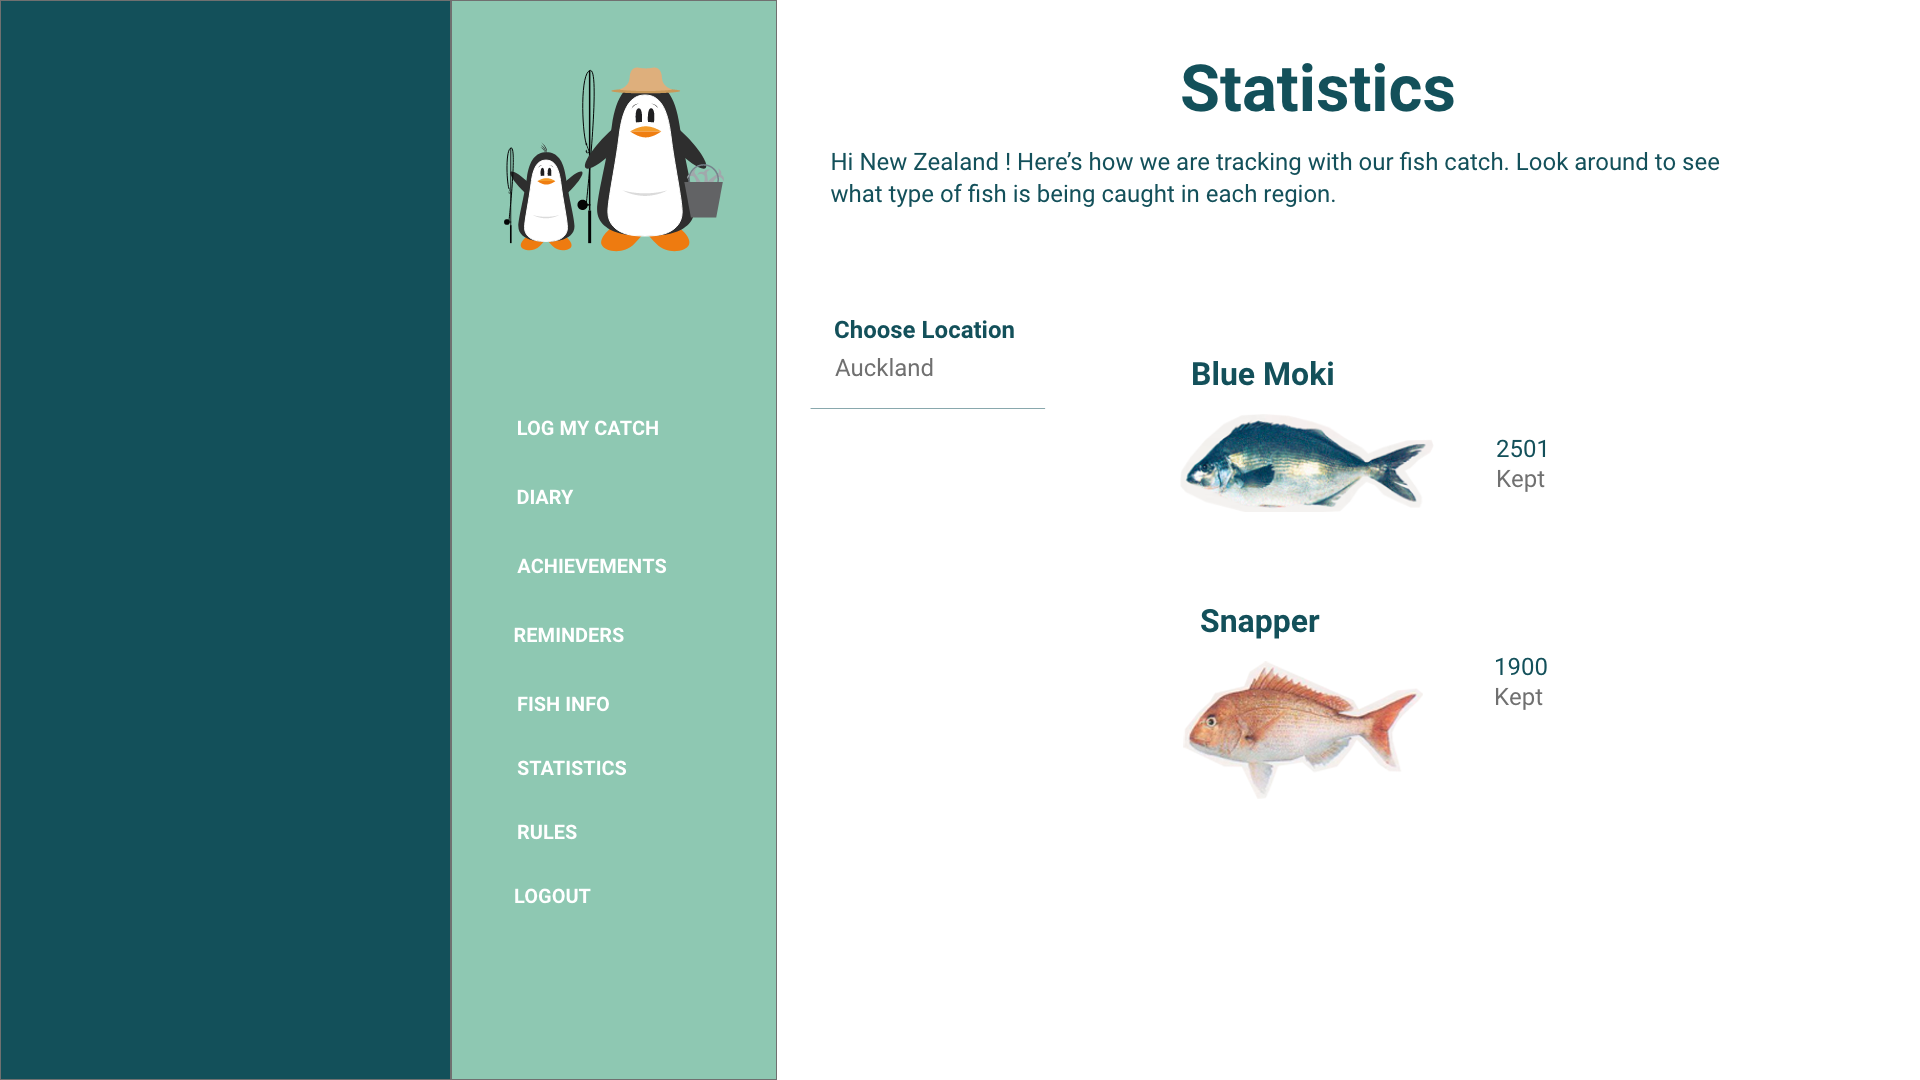 LOG MY CATCH
DIARY
ACHIEVEMENTS
REMINDERS
FISH INFO
STATISTICS
RULES
LOGOUT
Statistics
Hi New Zealand ! Here’s how we are tracking with our fish catch. Look around to see
what type of fish is being caught in each region.
Choose Location
Auckland
Blue Moki
2501
Kept
Snapper
1900
Kept